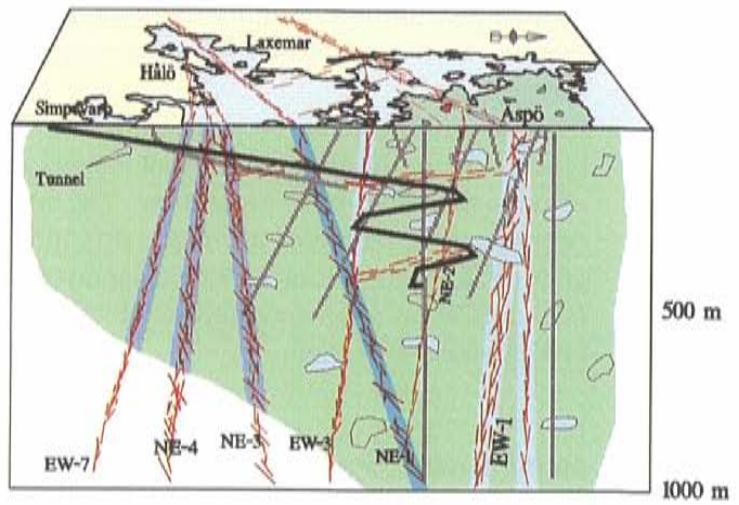 Laxemar
Hålö
Simpevarp
Äspö
Tunnel
NE-2
500 m
EW-7
NE-4
NE-3
EW-3
NE-1
EW-1
1000 m